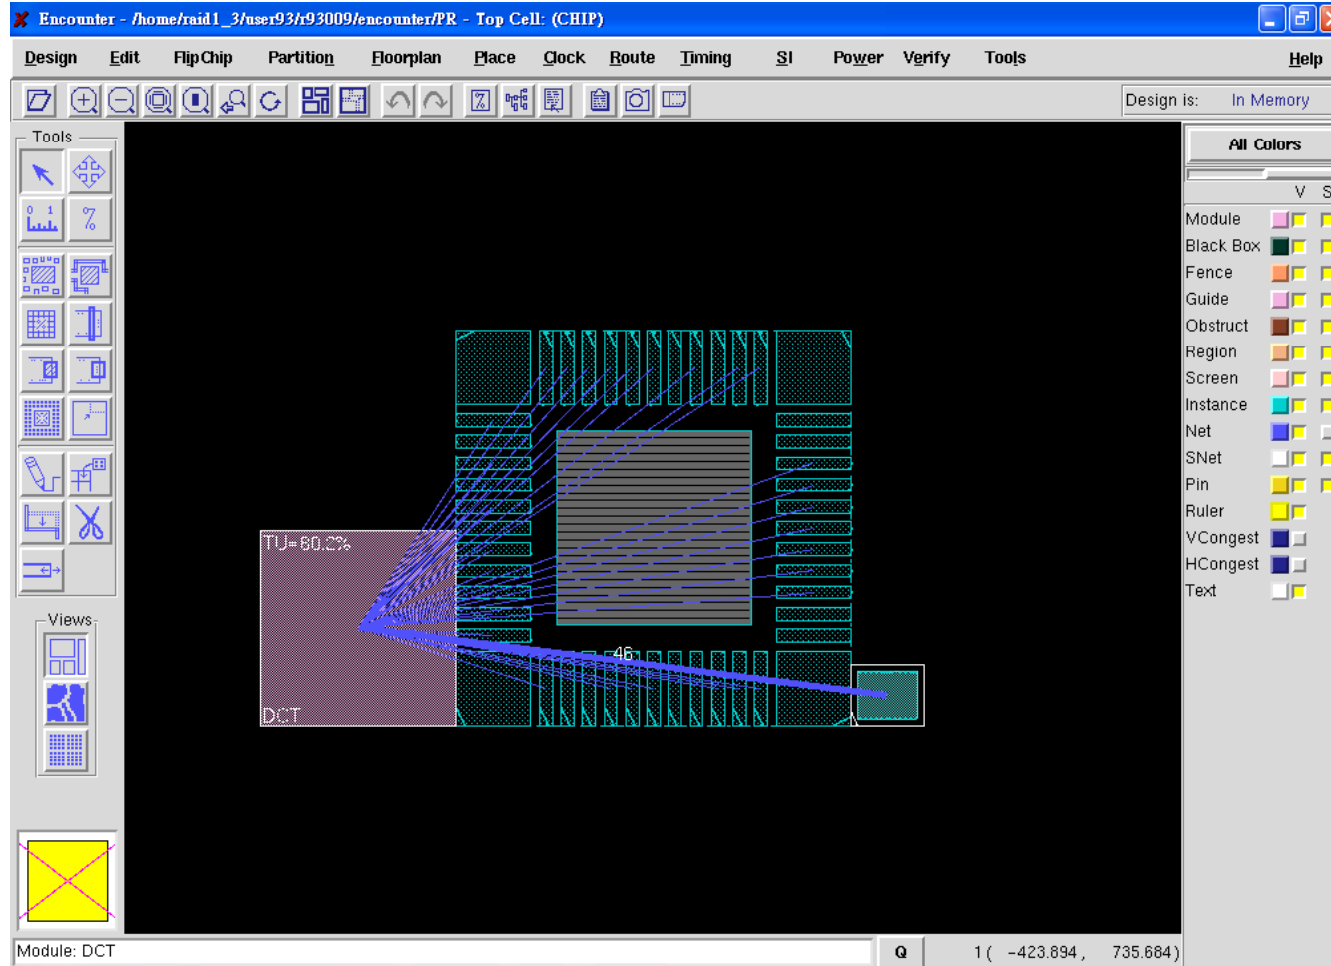 Encounter - /home/raid1_3/user93/r93009/encounter/PR - Top Cell: (CHIP)
Design Edit FlipChip Partition Floorplan Place Clock Route Timing SI Power Verify Tools Help
Design is: In Memory
Tools
All Colors
V S
0 1
%
Module
Black Box
Fence
Guide
Obstruct
Region
Screen
Instance
Net
SNet
Pin
Ruler
VCongest
HCongest
Text
TU=80.2%
46
DCT
Views
Module: DCT
Q
1 ( -423.894, 735.684)